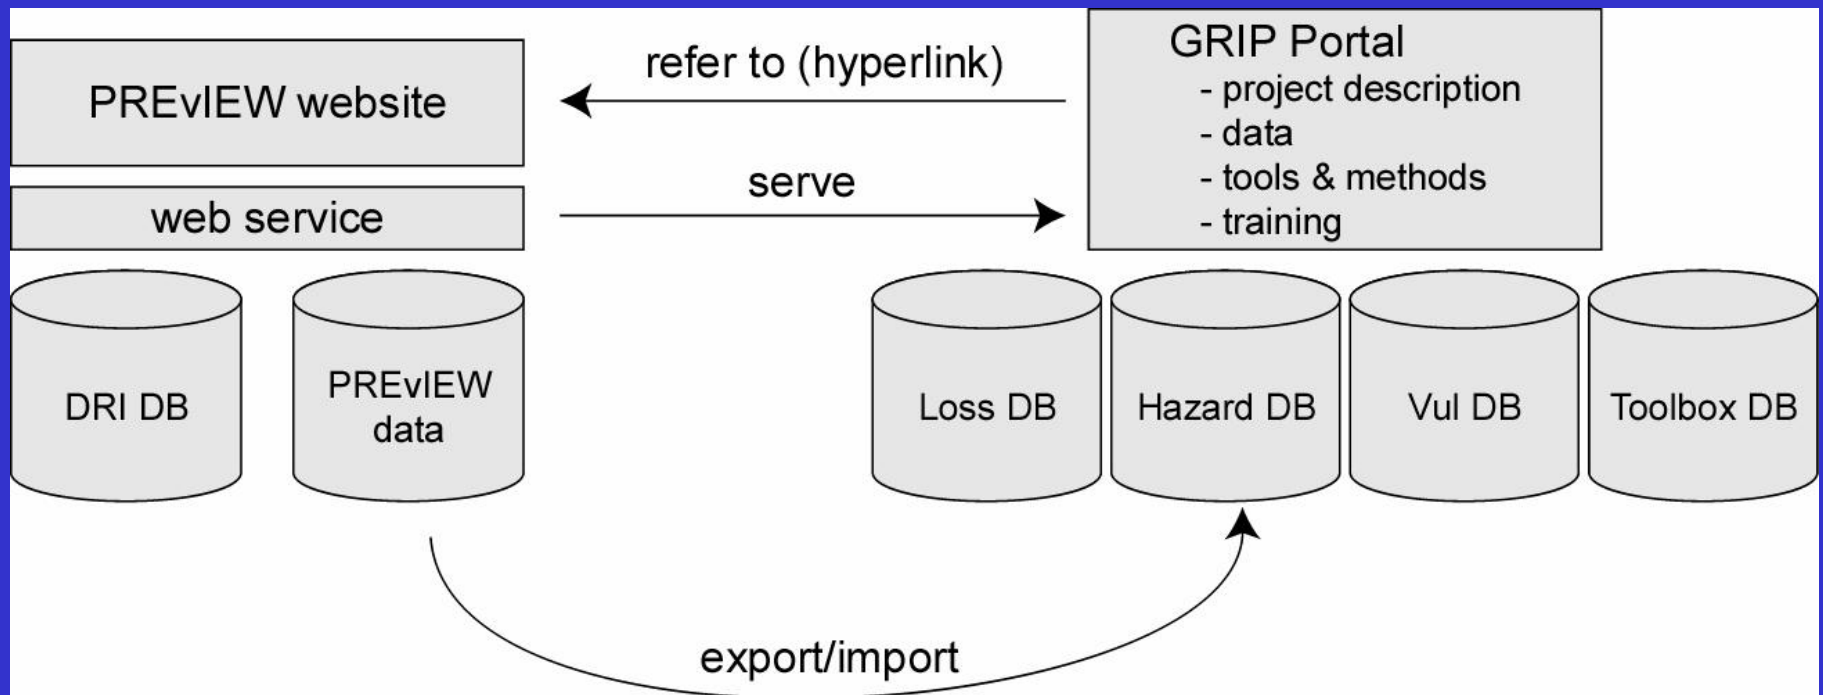 PREvIEW website
web service
refer to (hyperlink)
serve
GRIP Portal
- project description
- data
- tools & methods
- training
DRI DB
PREvIEW
data
Loss DB
Hazard DB
Vul DB
Toolbox DB
export/import